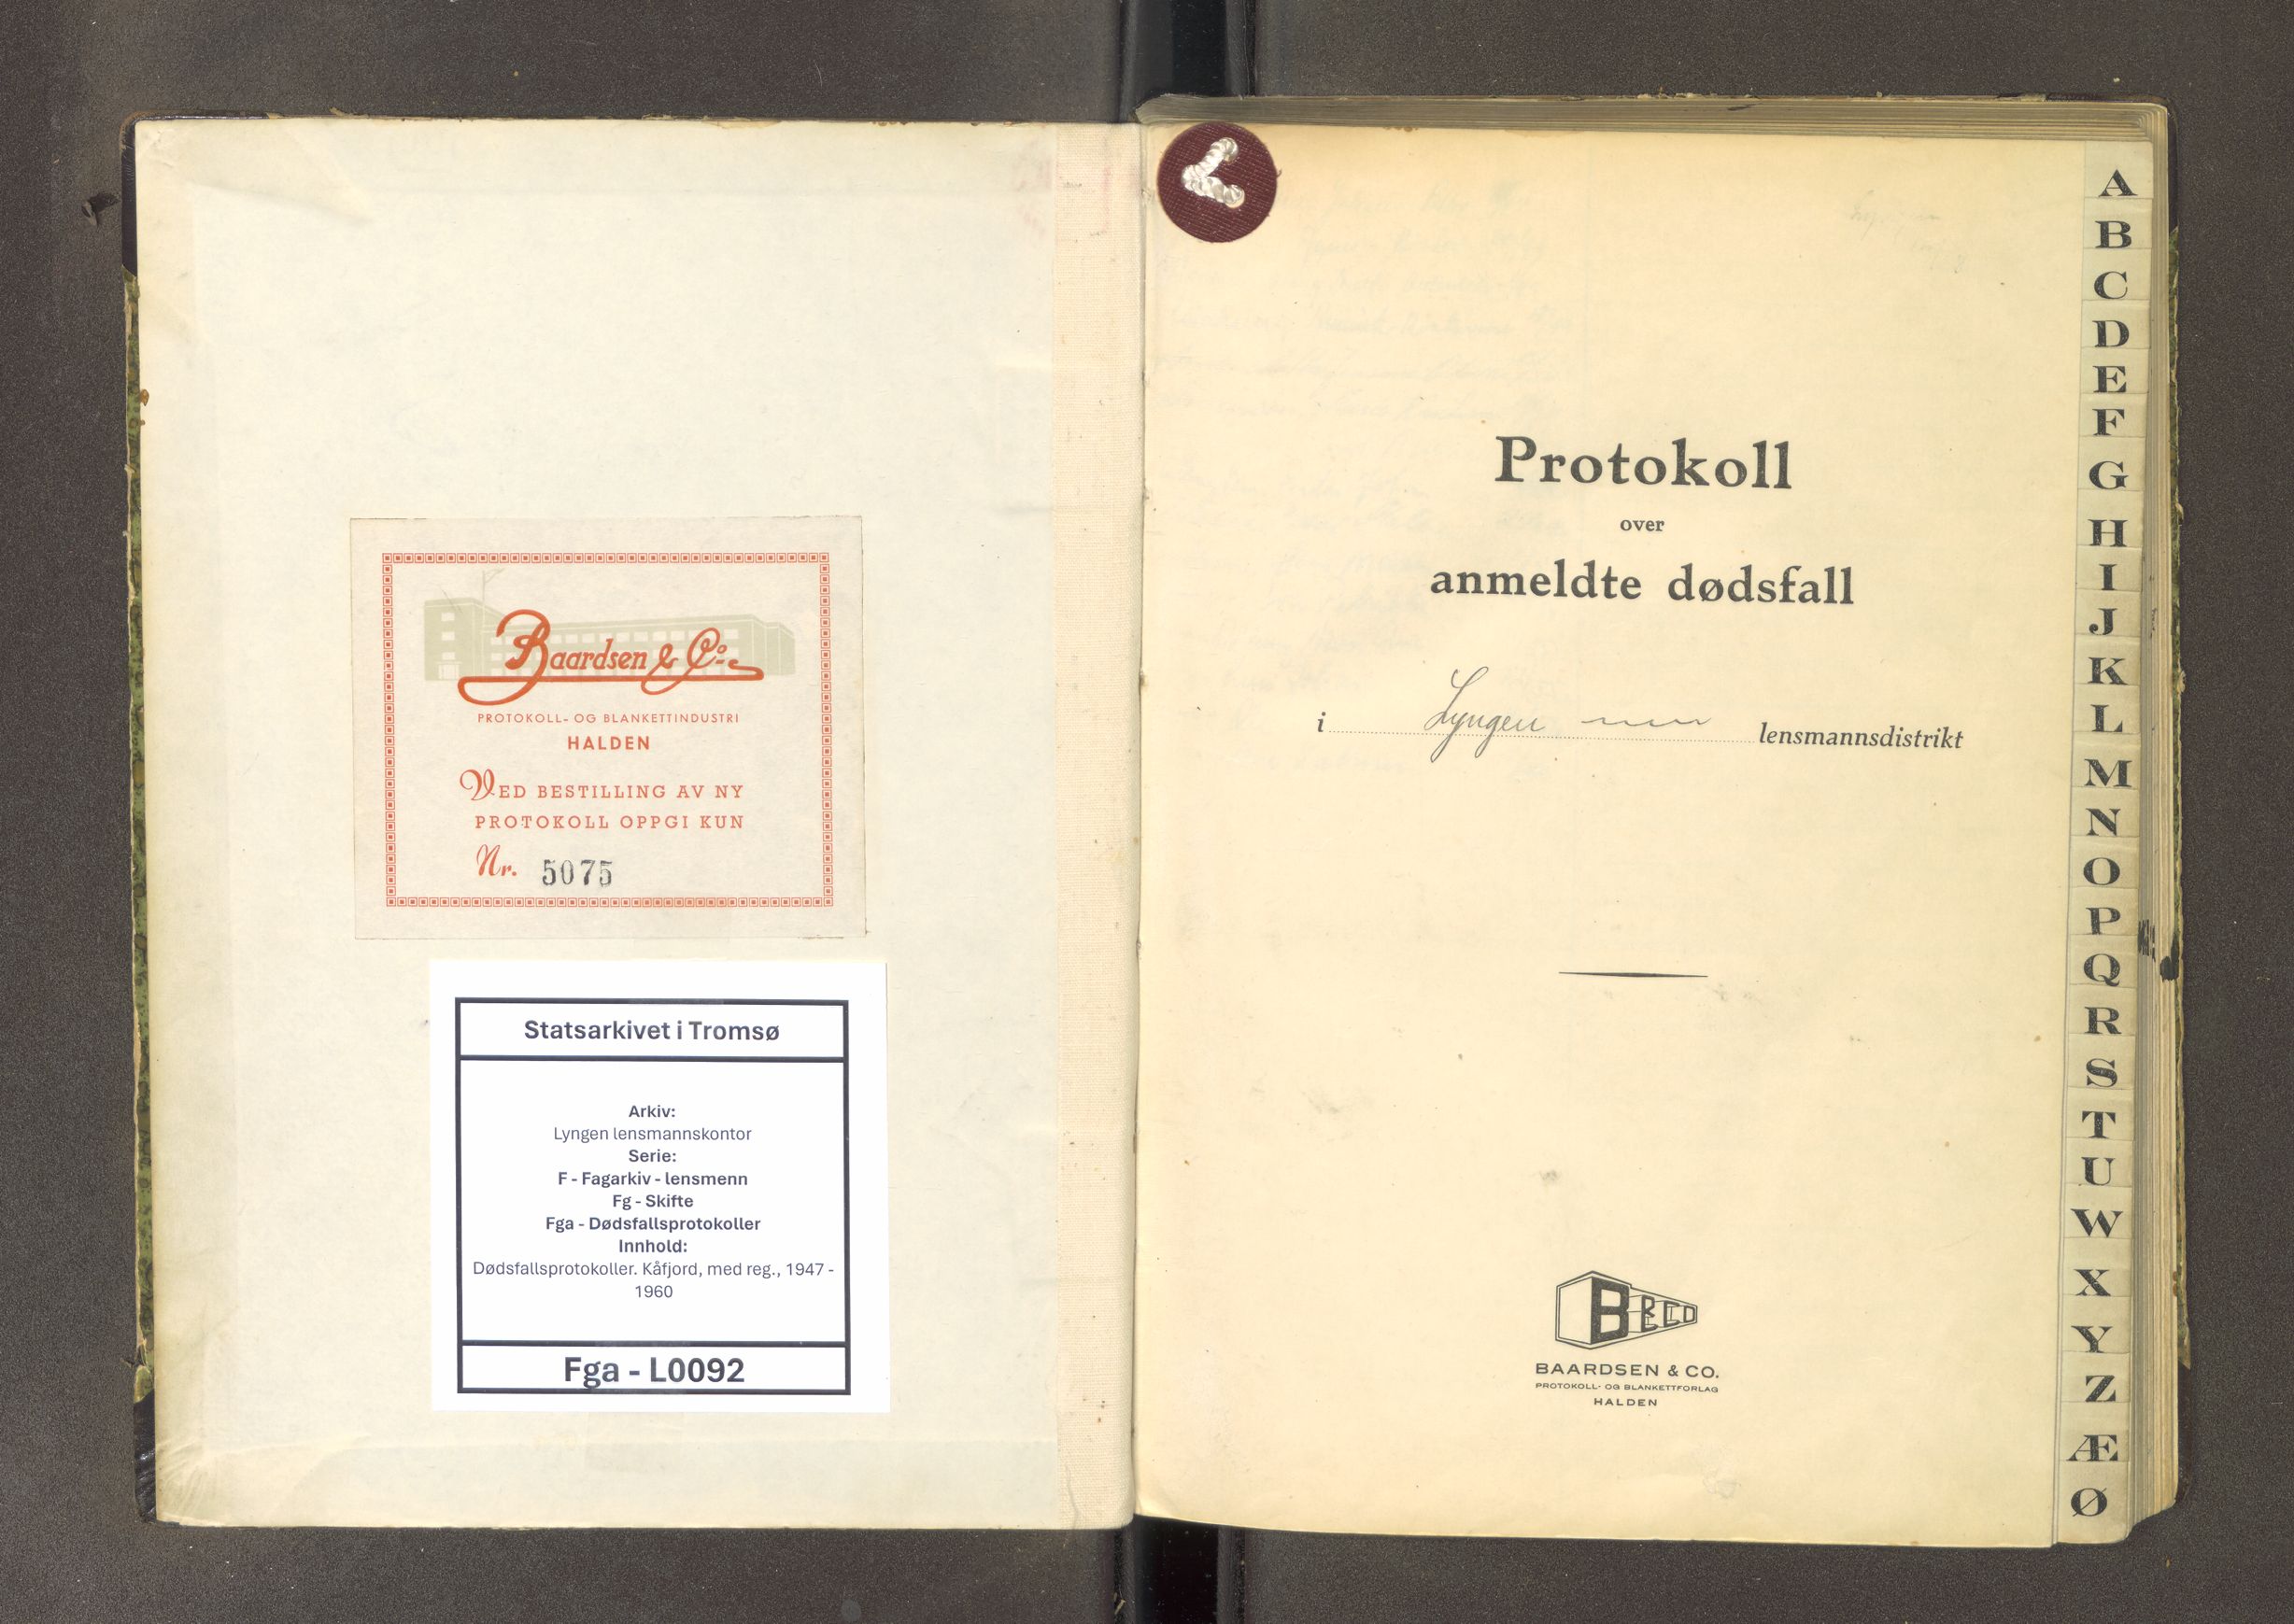 Baardsen & Co.
PROTOKOLL- OG BLANKETTINDUSTRI
HALDEN
VED BESTILLING AV NY
PROTOKOLL OPPGI KUN
Nr. 5075
Statsarkivet i Tromsø
Arkiv:
Lyngen lensmannskontor
Serie:
F - Fagarkiv - lensmenn
Fg - Skifte
Fga - Dødsfallsprotokoller
Innhold:
Dødsfallsprotokoller. Kåfjord, med reg., 1947 -
1960
Fga - L0092
Protokoll
over
anmeldte dødsfall
i Lyngen lensmannsdistrikt
BECO
BAARDSEN & CO.
PROTOKOLL- OG BLANKETTFORLAG
HALDEN
A
B
C
D
E
F
G
H
I
J
K
L
M
N
O
P
Q
R
S
T
U
W
X
Y
Z
Æ
Ø